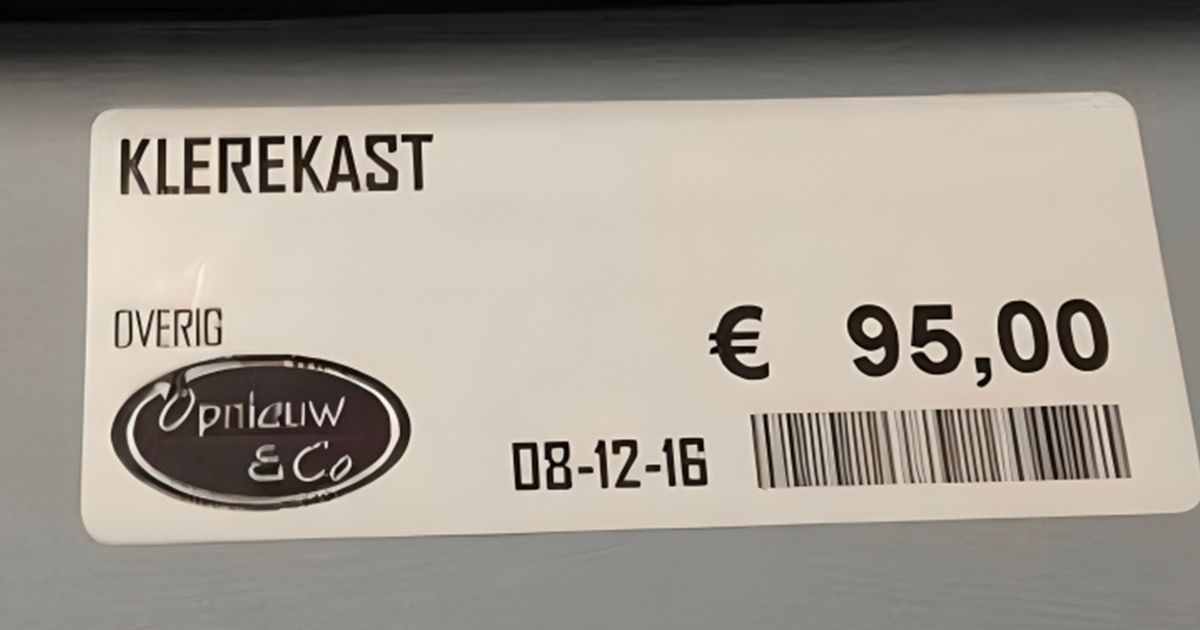 KLEREKAST
OVERIG
Opnieuw
& Co
€ 95,00
08-12-16